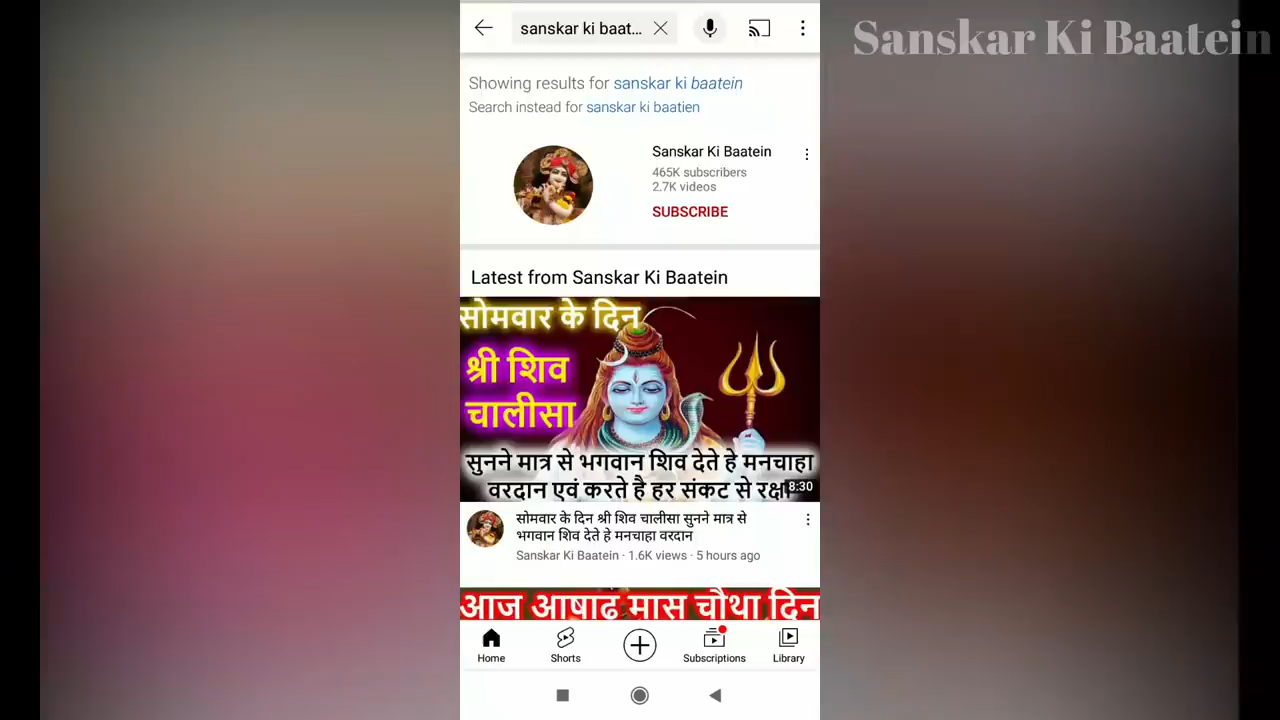 sanskar ki baat...
Sanskar Ki Baatein
Showing results for sanskar ki baatein
Search instead for sanskar ki baatien
Sanskar Ki Baatein
465K subscribers
2.7K videos
SUBSCRIBE
Latest from Sanskar Ki Baatein
सोमवार के दिन
श्री शिव
चालीसा
सुनने मात्र से भगवान शिव देते हे मनचाहा
वरदान एवं करते है हर संकट से रक्षा
8:30
सोमवार के दिन श्री शिव चालीसा सुनने मात्र से
भगवान शिव देते हे मनचाहा वरदान
Sanskar Ki Baatein · 1.6K views · 5 hours ago
आज आषाढ मास चौथा दिन
Home
Shorts
Subscriptions
Library